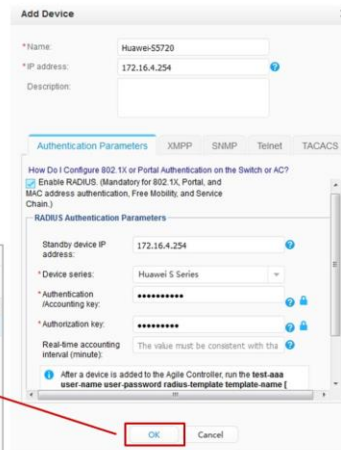 Add Device
*Name: Huawei-S5720
*IP address: 172.16.4.254
Description:
Authentication Parameters XMPP SNMP Telnet TACACS
How Do I Configure 802.1X or Portal Authentication on the Switch or AC?
Enable RADIUS. (Mandatory for 802.1X, Portal, and
MAC address authentication, Free Mobility, and Service
Chain.)
RADIUS Authentication Parameters
Standby device IP
address: 172.16.4.254
*Device series: Huawei S Series
*Authentication
/Accounting key: ••••••••••
*Authorization key: •••••••••
Real-time accounting
interval (minute): The value must be consistent with tha
After a device is added to the Agile Controller, run the test-aaa
user-name user-password radius-template template-name [
OK Cancel